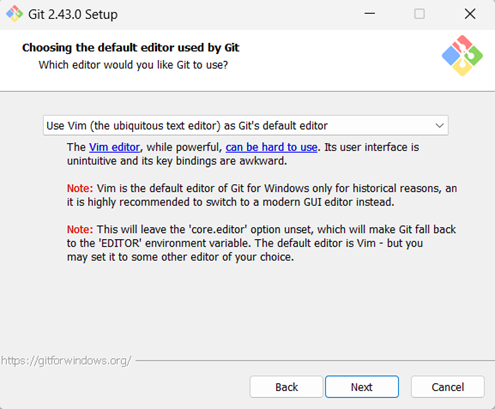 Git 2.43.0 Setup
Choosing the default editor used by Git
Which editor would you like Git to use?
Use Vim (the ubiquitous text editor) as Git's default editor
The Vim editor, while powerful, can be hard to use. Its user interface is
unintuitive and its key bindings are awkward.
Note: Vim is the default editor of Git for Windows only for historical reasons, an
it is highly recommended to switch to a modern GUI editor instead.
Note: This will leave the 'core.editor' option unset, which will make Git fall back
to the 'EDITOR' environment variable. The default editor is Vim - but you
may set it to some other editor of your choice.
https://gitforwindows.org/
Back Next Cancel